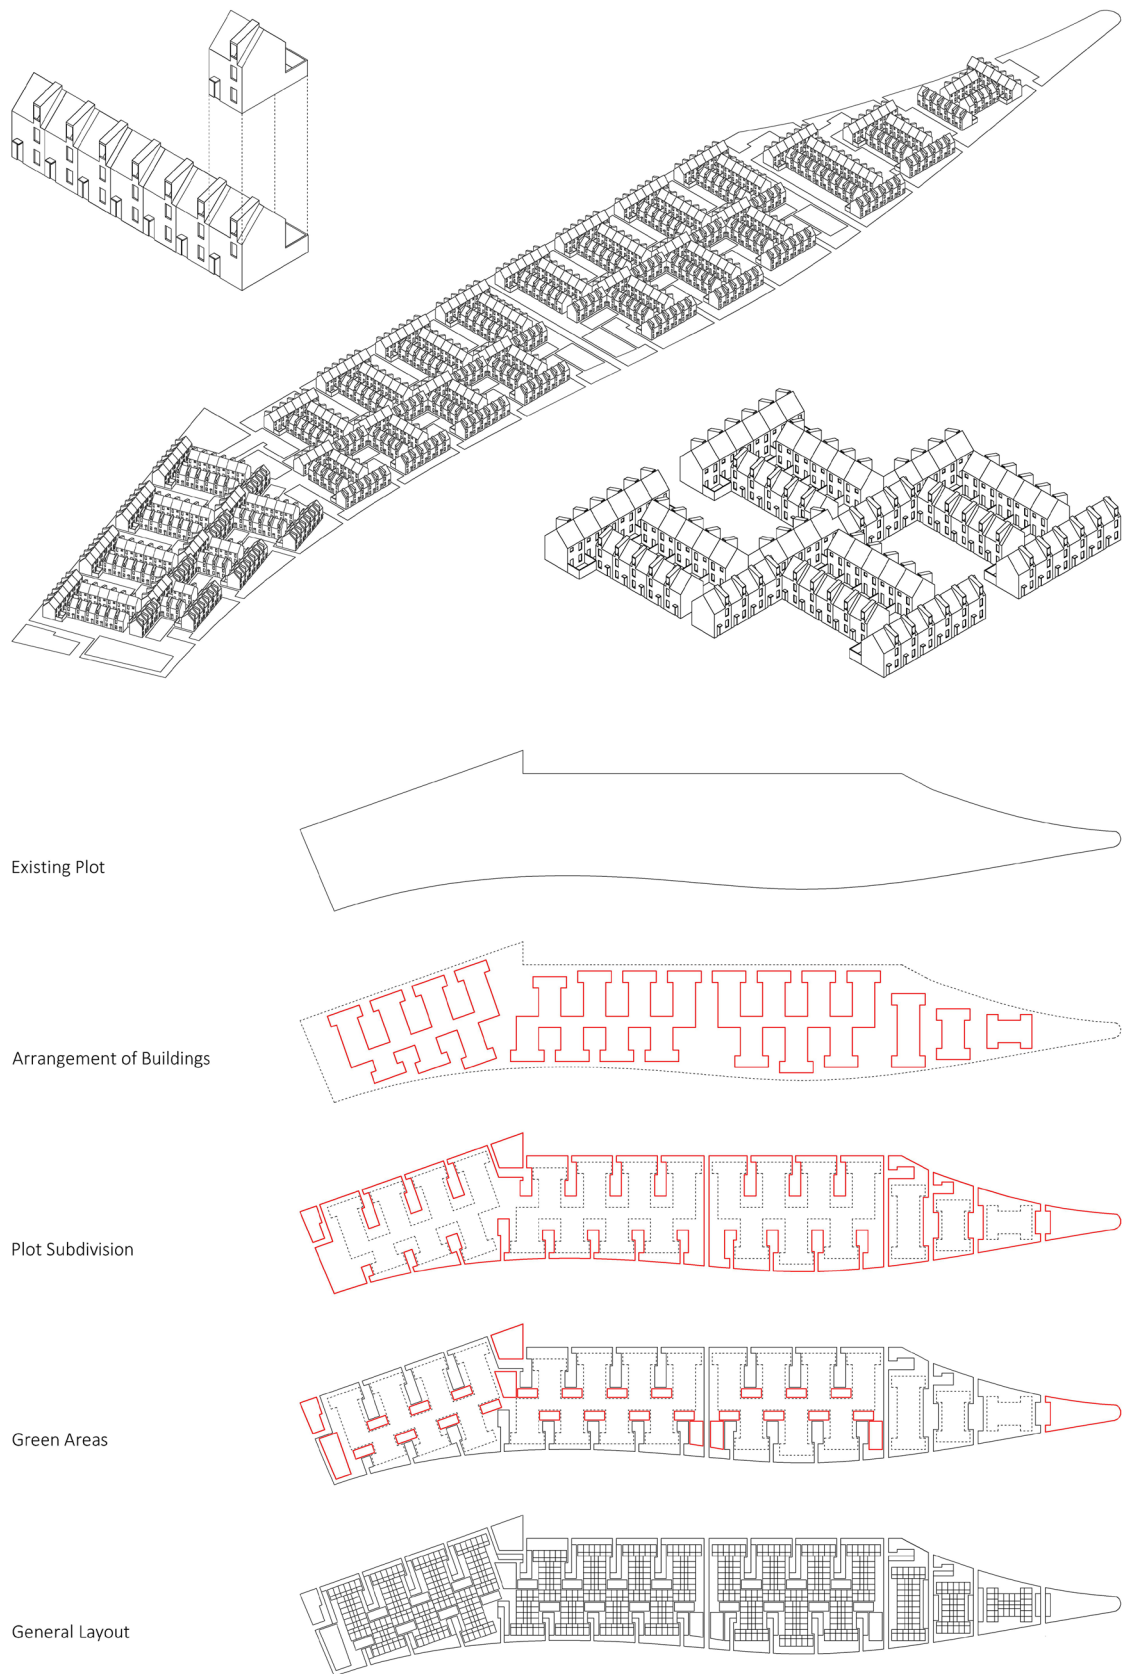 Existing Plot
Arrangement of Buildings
Plot Subdivision
Green Areas
General Layout